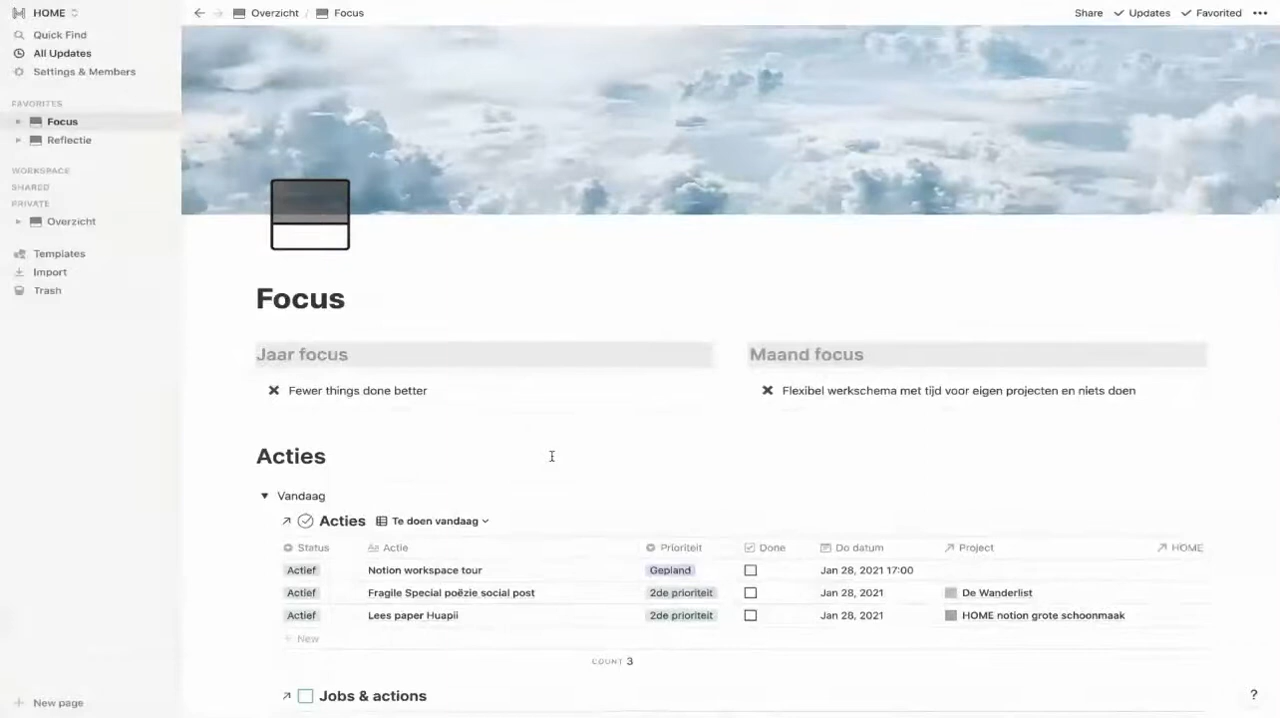 HOME
Overzicht / Focus
Share Updates Favorited
Quick Find
All Updates
Settings & Members
FAVORITES
Focus
Reflectie
WORKSPACE
SHARED
PRIVATE
Overzicht
Templates
Import
Trash
New page
Focus
Jaar focus
Fewer things done better
Maand focus
Flexibel werkschema met tijd voor eigen projecten en niets doen
Acties
Vandaag
Acties Te doen vandaag
Status Aa Actie Prioriteit Done Do datum Project HOME
Actief Notion workspace tour Gepland Jan 28, 2021 17:00
Actief Fragile Special poëzie social post 2de prioriteit Jan 28, 2021 De Wanderlist
Actief Lees paper Huapii 2de prioriteit Jan 28, 2021 HOME notion grote schoonmaak
+ New
COUNT 3
Jobs & actions
?